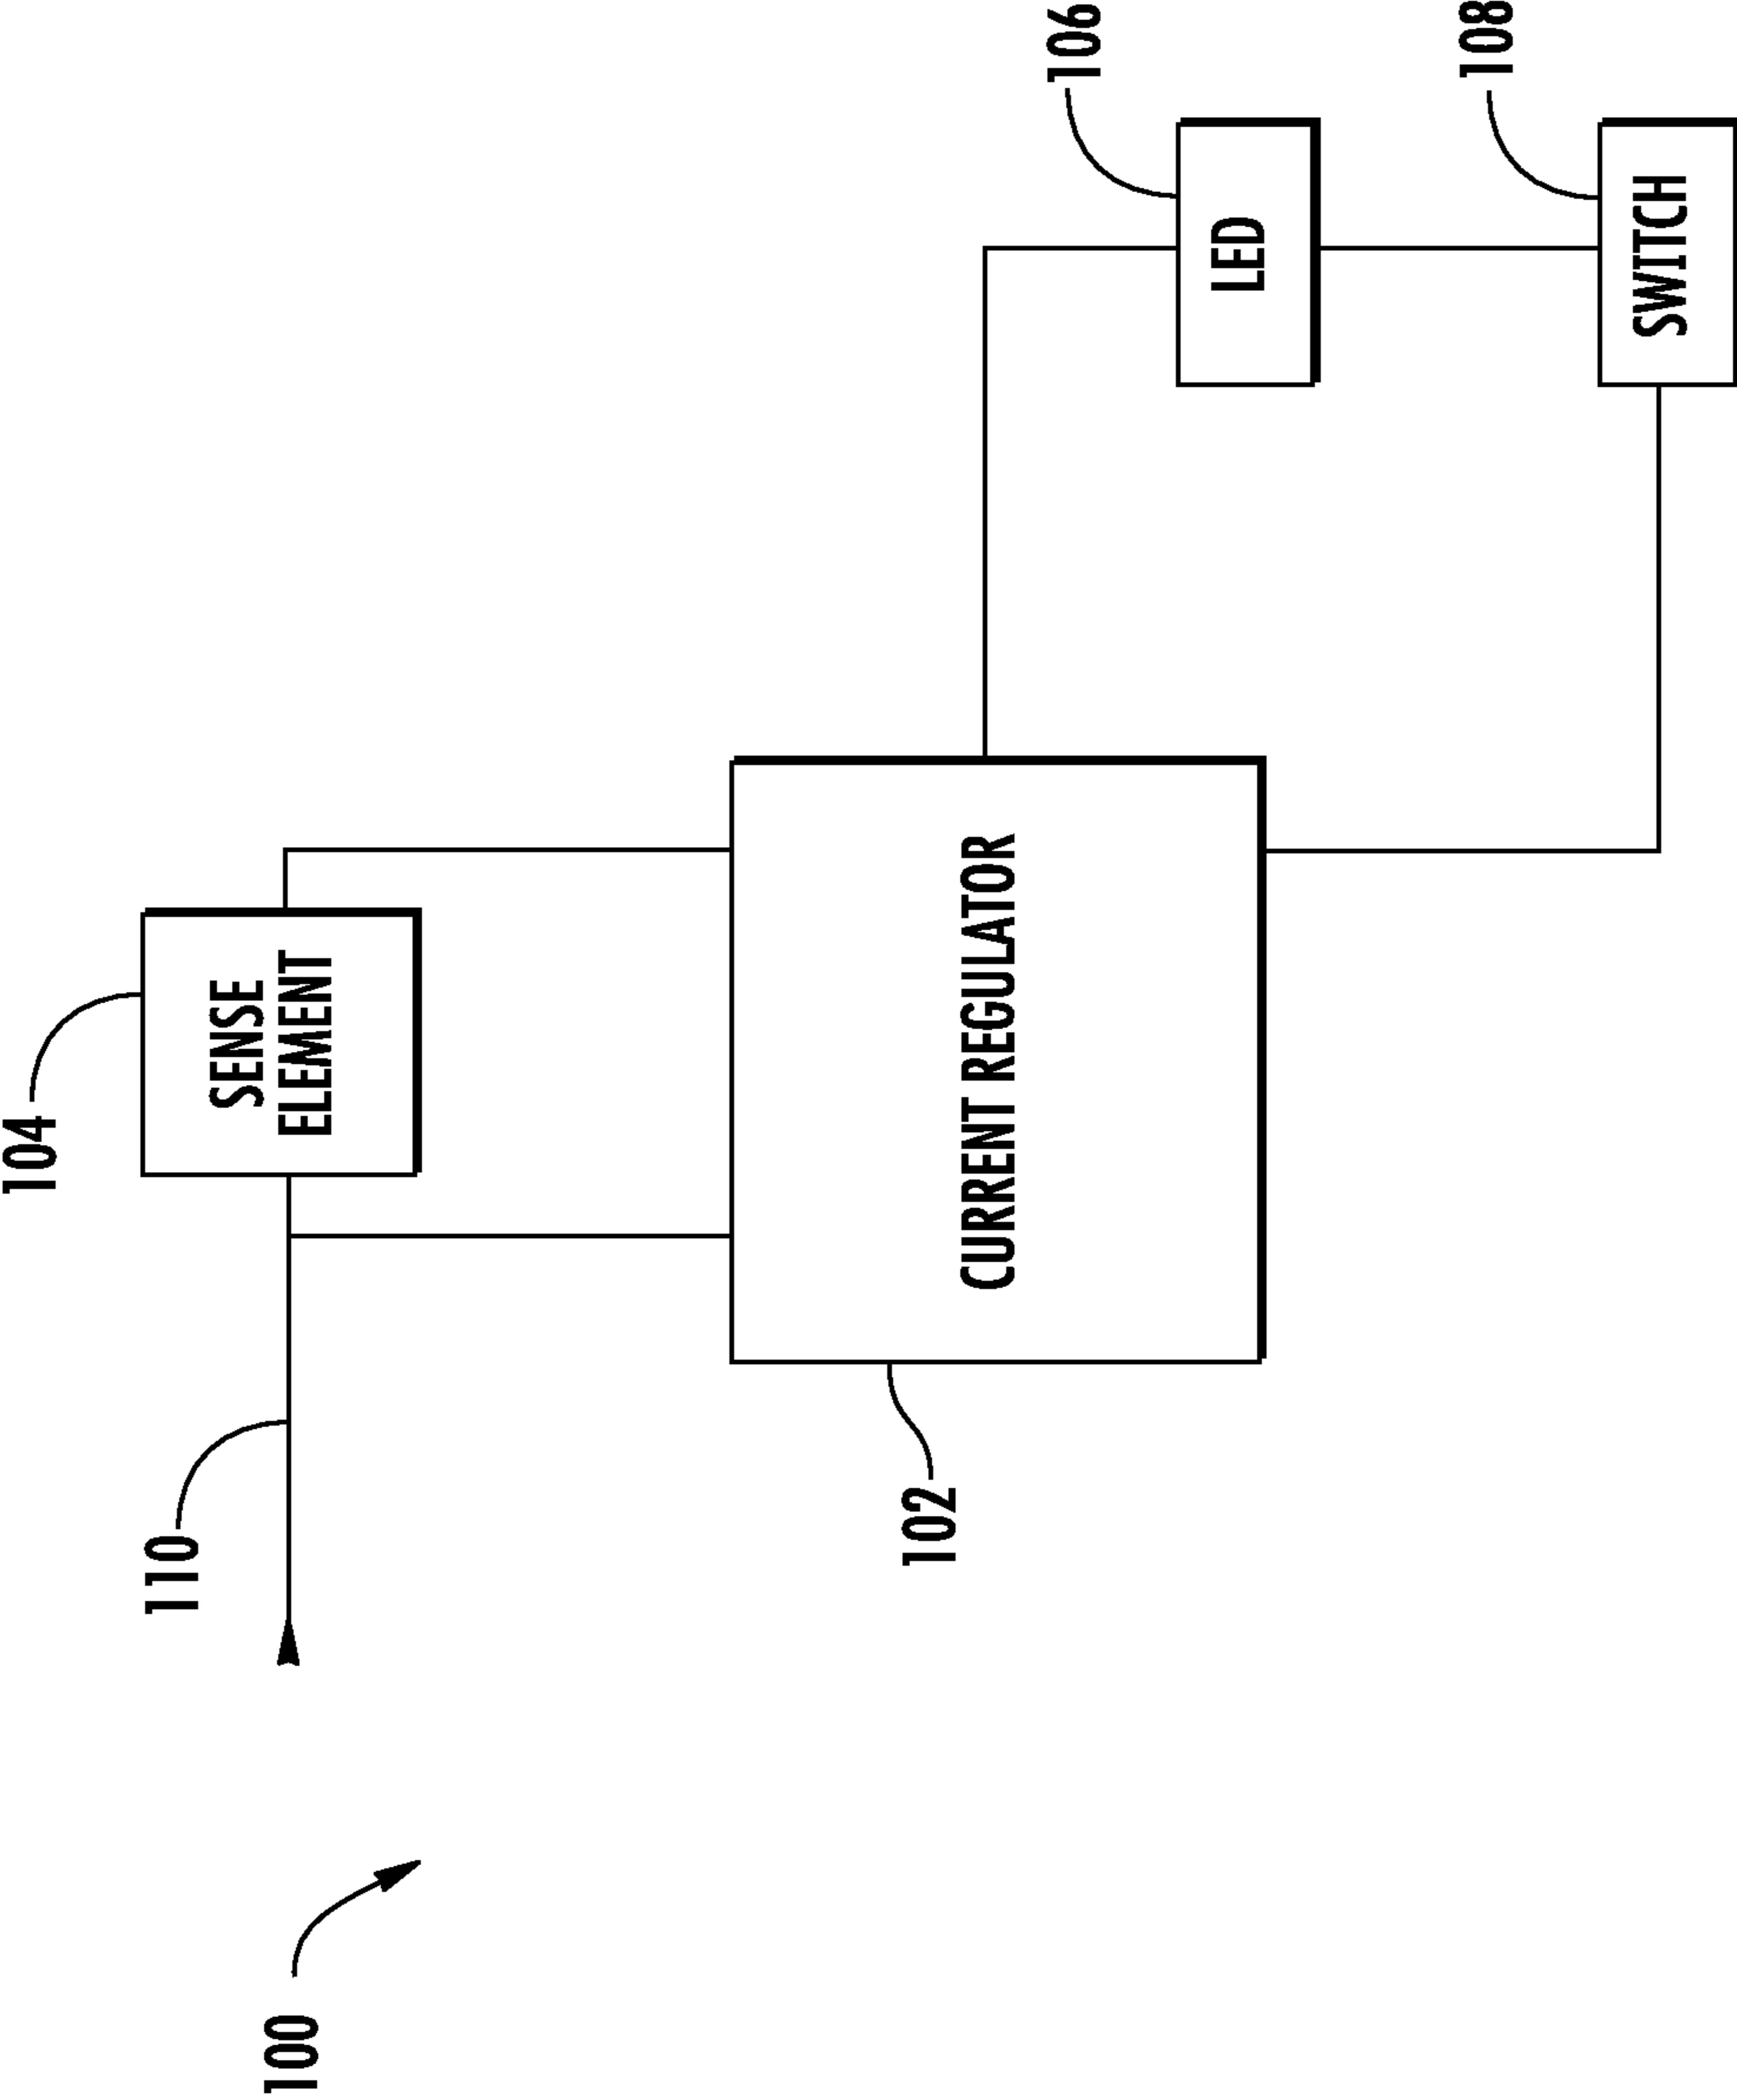 104
SENSE
ELEMENT
110
100
106
LED
CURRENT REGULATOR
102
108
SWITCH